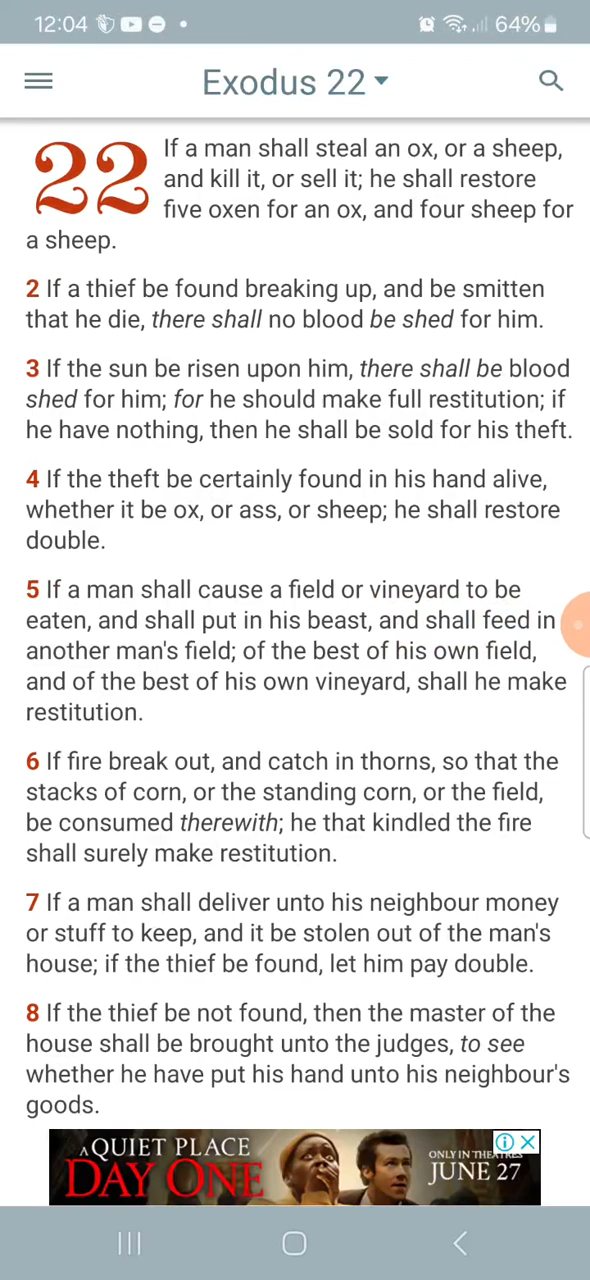 12:04
64%
Exodus 22
22 If a man shall steal an ox, or a sheep,
and kill it, or sell it; he shall restore
five oxen for an ox, and four sheep for
a sheep.
2 If a thief be found breaking up, and be smitten
that he die, there shall no blood be shed for him.
3 If the sun be risen upon him, there shall be blood
shed for him; for he should make full restitution; if
he have nothing, then he shall be sold for his theft.
4 If the theft be certainly found in his hand alive,
whether it be ox, or ass, or sheep; he shall restore
double.
5 If a man shall cause a field or vineyard to be
eaten, and shall put in his beast, and shall feed in
another man's field; of the best of his own field,
and of the best of his own vineyard, shall he make
restitution.
6 If fire break out, and catch in thorns, so that the
stacks of corn, or the standing corn, or the field,
be consumed therewith; he that kindled the fire
shall surely make restitution.
7 If a man shall deliver unto his neighbour money
or stuff to keep, and it be stolen out of the man's
house; if the thief be found, let him pay double.
8 If the thief be not found, then the master of the
house shall be brought unto the judges, to see
whether he have put his hand unto his neighbour's
goods.
A QUIET PLACE
DAY ONE
ONLY IN THEATRES
JUNE 27